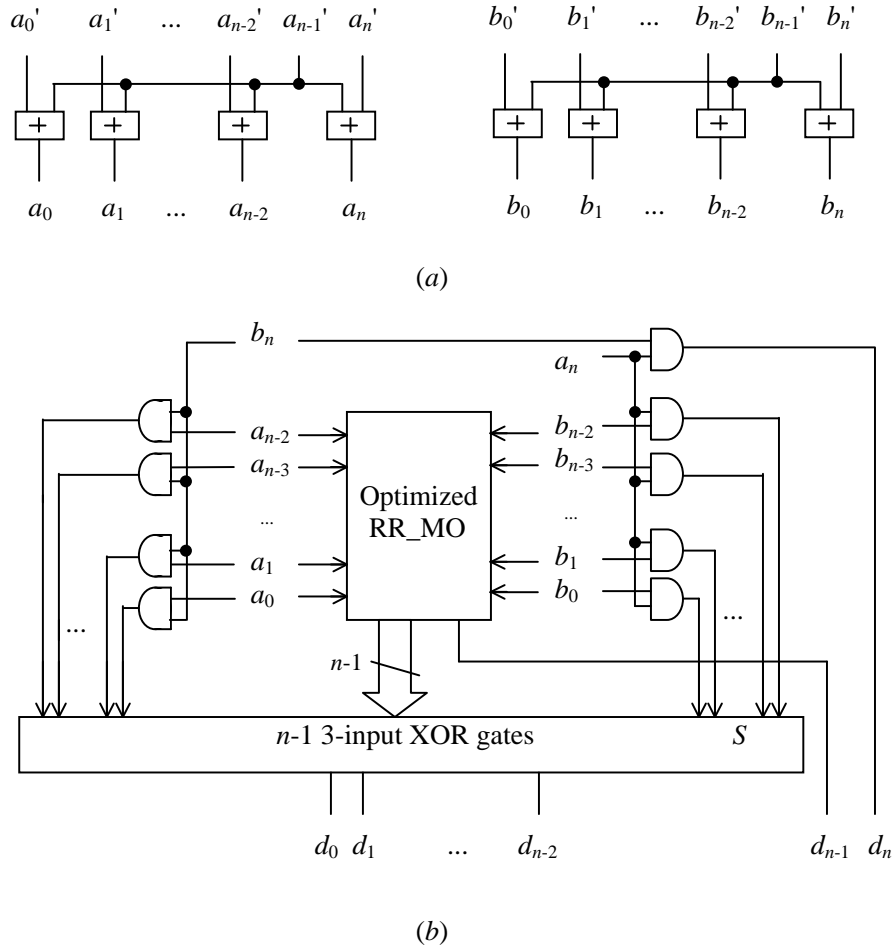 a₀' a₁' ... aₙ₋₂' aₙ₋₁' aₙ' b₀' b₁' ... bₙ₋₂' bₙ₋₁' bₙ'
+ + + + + + + +
a₀ a₁ ... aₙ₋₂ aₙ b₀ b₁ ... bₙ₋₂ bₙ
(a)
bₙ
aₙ
aₙ₋₂ bₙ₋₂
aₙ₋₃ bₙ₋₃
Optimized
RR_MO
... ...
a₁ b₁
a₀ b₀
... ...
n-1
n-1 3-input XOR gates S
d₀ d₁ ... dₙ₋₂ dₙ₋₁ dₙ
(b)